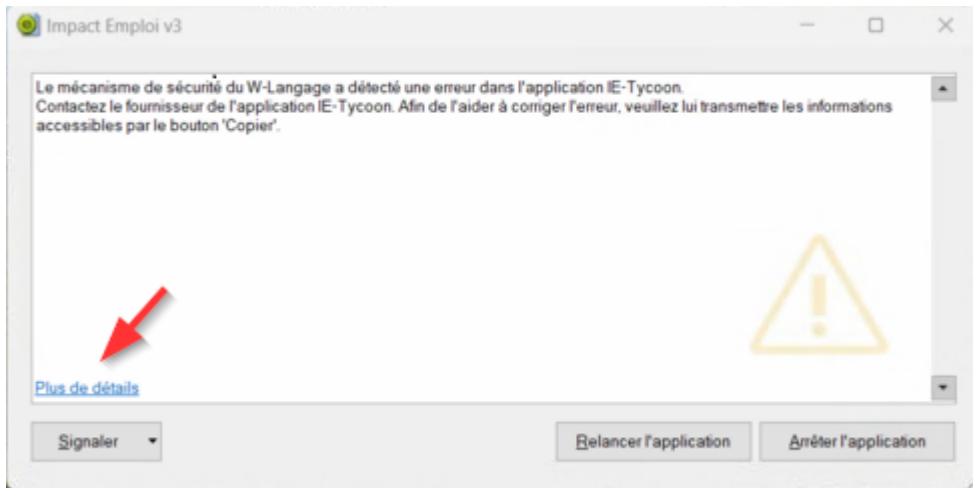 Impact Emploi v3
Le mécanisme de sécurité du W-Langage a détecté une erreur dans l'application IE-Tycoon.
Contactez le fournisseur de l'application IE-Tycoon. Afin de l'aider à corriger l'erreur, veuillez lui transmettre les informations
accessibles par le bouton 'Copier'.
Plus de détails
Signaler
Relancer l'application
Arrêter l'application